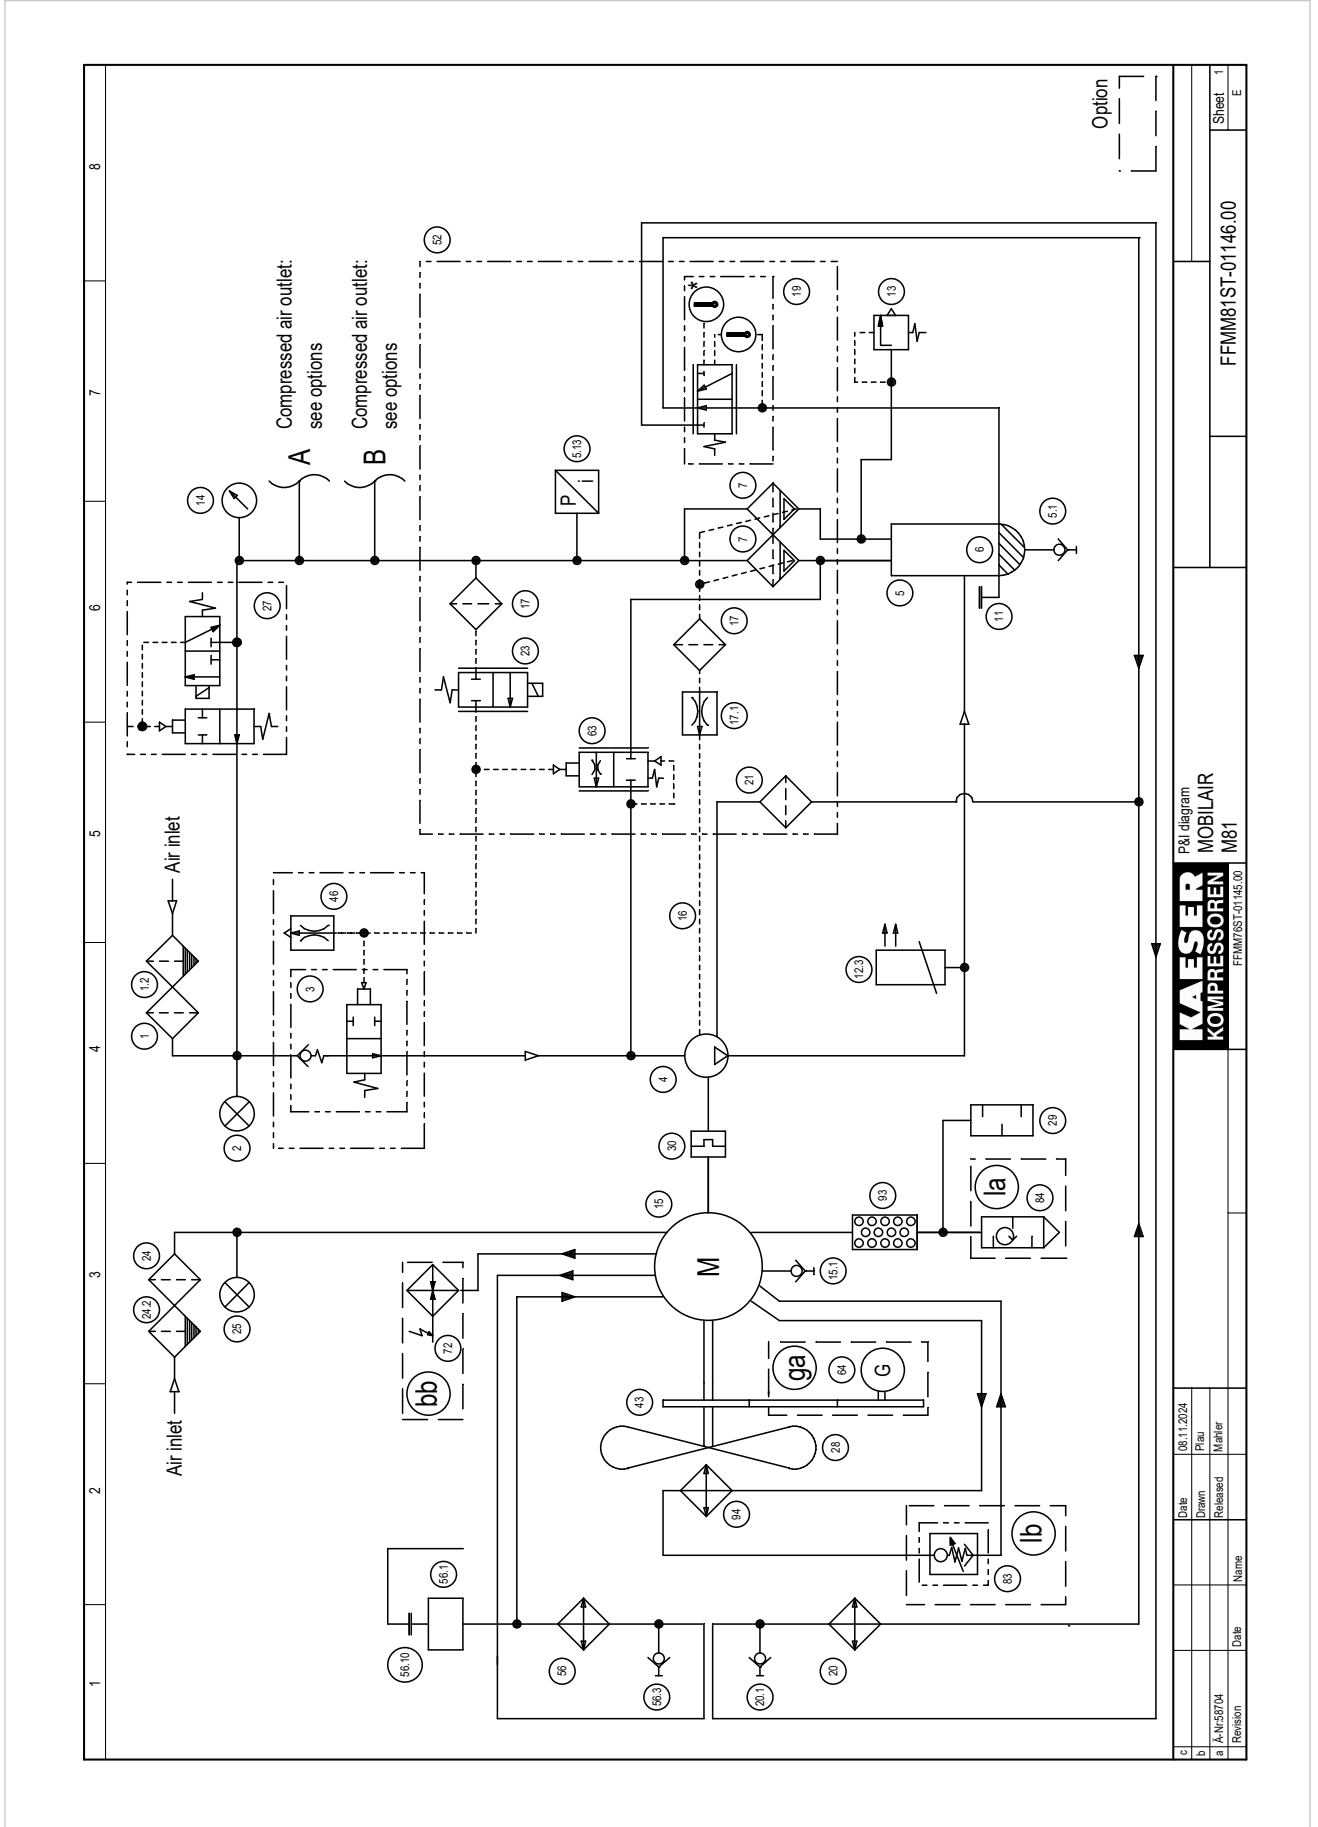 1
2
3
4
5
6
7
8
Air inlet
24.2
24
25
Air inlet
1
1.2
2
3
46
27
14
A
Compressed air outlet:
see options
B
Compressed air outlet:
see options
52
17
23
63
P
i
5.13
7
7
17
17.1
16
21
*
19
13
5
6
5.1
11
12.3
4
30
15
M
15.1
93
29
la
84
bb
72
43
28
ga
64
G
94
lb
83
56.10
56.1
56
56.3
20.1
20
Option
c
b
a
Ä-Nr:58704
Revision
Date
Name
Date
08.11.2024
Drawn
Plau
Released
Mahler
KAESER
KOMPRESSOREN
FFMM76ST-01145.00
P&I diagram
MOBILAIR
M81
FFMM81ST-01146.00
Sheet 1
E